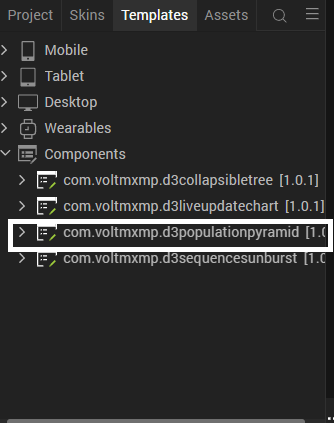 Project Skins Templates Assets
Mobile
Tablet
Desktop
Wearables
Components
com.voltmxmp.d3collapsibletree [1.0.1]
com.voltmxmp.d3liveupdatechart [1.0.1]
com.voltmxmp.d3populationpyramid [1.0
com.voltmxmp.d3sequencesunburst [1.0